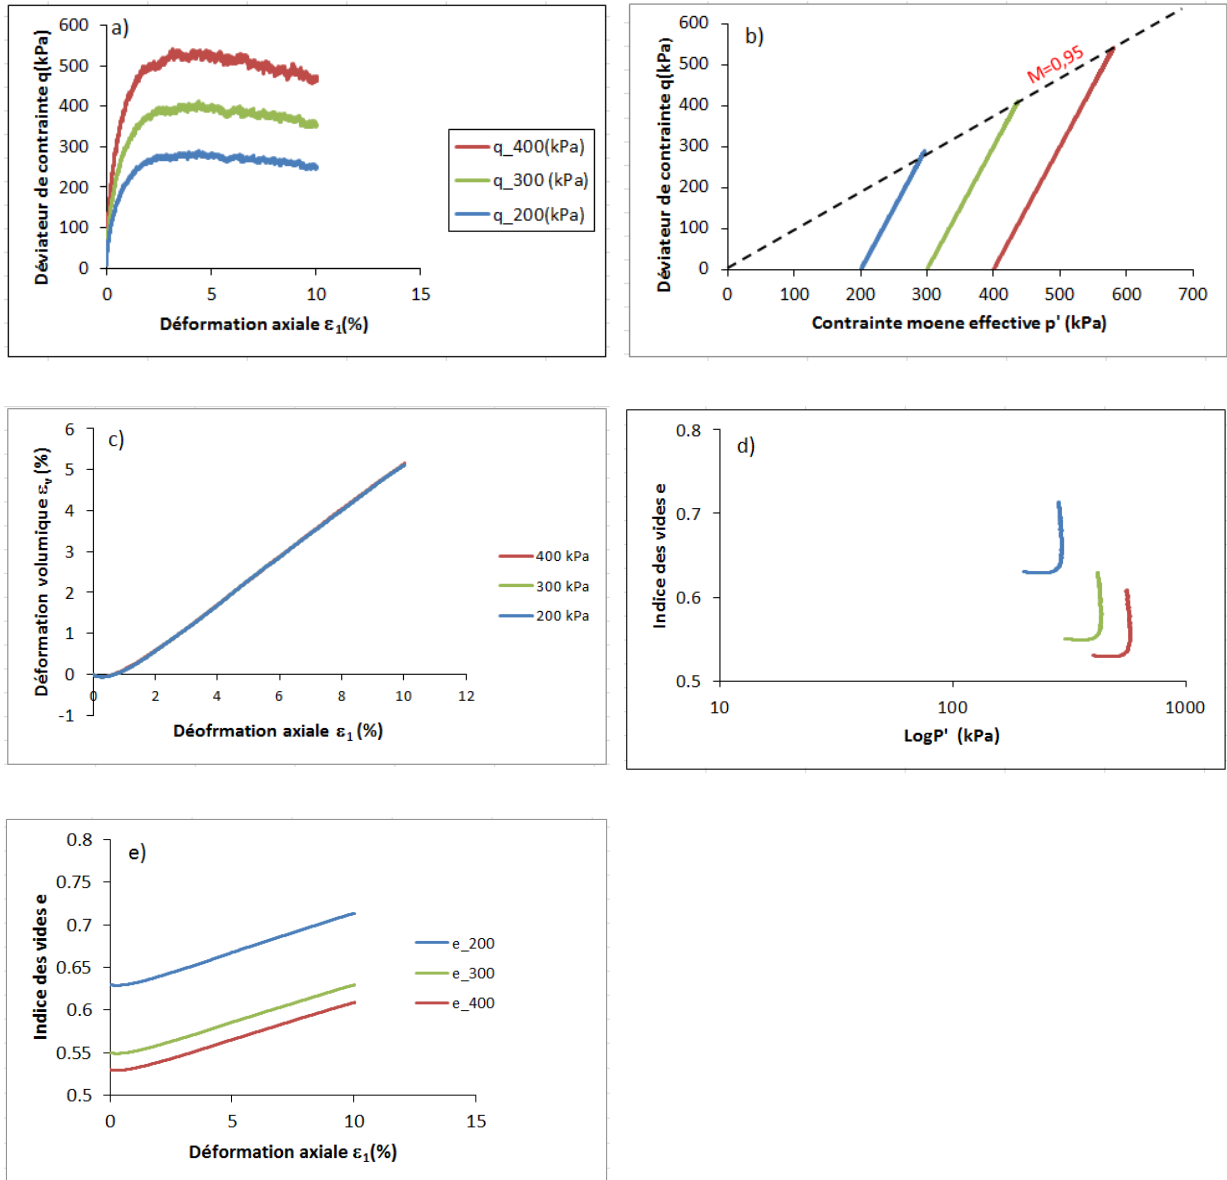 a)
Déviateur de contrainte q(kPa)
600
500
400
300
200
100
0
0 5 10 15
Déformation axiale ε1(%)
q_400(kPa)
q_300 (kPa)
q_200(kPa)
b)
Déviateur de contrainte q(kPa)
600
500
400
300
200
100
0
M=0,95
0 100 200 300 400 500 600 700
Contrainte moene effective p' (kPa)
c)
Déformation volumique εv (%)
6
5
4
3
2
1
0
-1
0 2 4 6 8 10 12
Déofrmation axiale ε1 (%)
400 kPa
300 kPa
200 kPa
d)
Indice des vides e
0.8
0.7
0.6
0.5
10 100 1000
LogP' (kPa)
e)
Indice des vides e
0.8
0.75
0.7
0.65
0.6
0.55
0.5
0 5 10 15
Déformation axiale ε1(%)
e_200
e_300
e_400